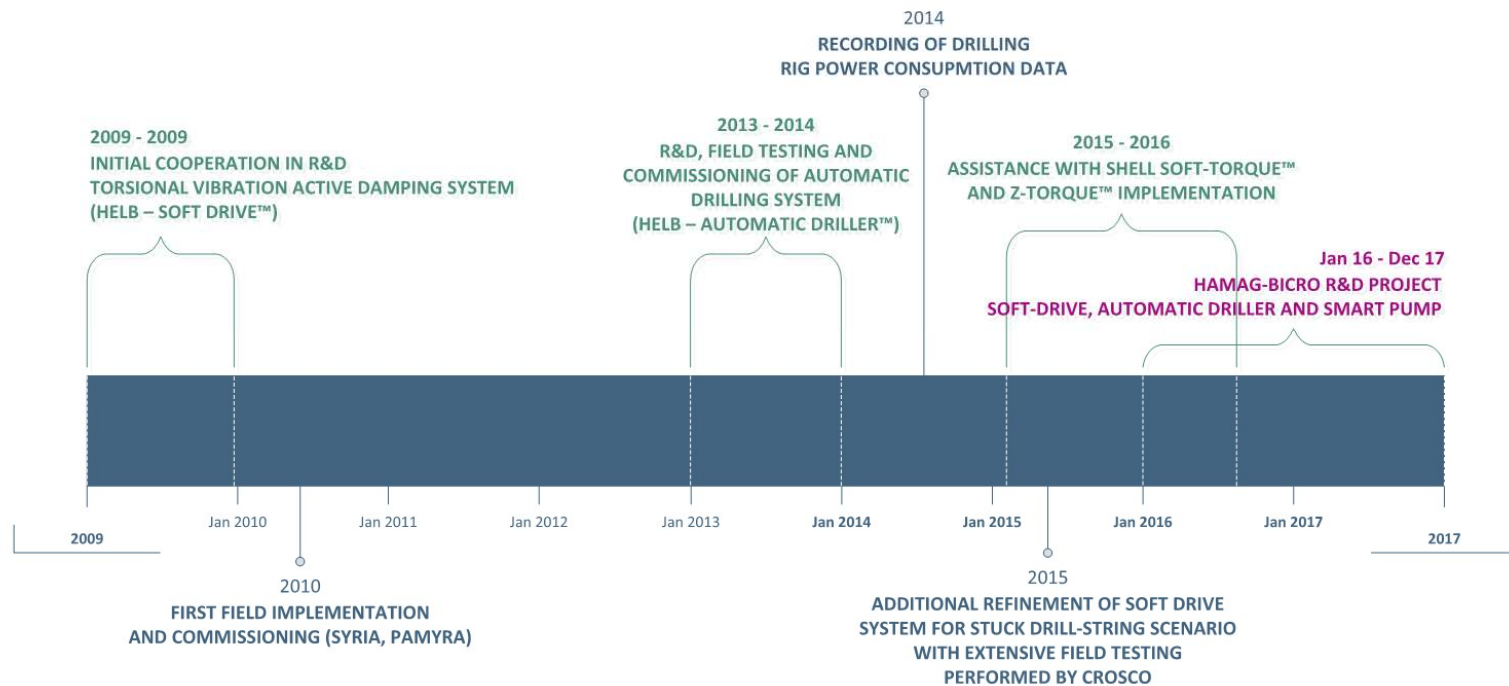 2014
RECORDING OF DRILLING
RIG POWER CONSUPMTION DATA
2009 - 2009
INITIAL COOPERATION IN R&D
TORSIONAL VIBRATION ACTIVE DAMPING SYSTEM
(HELB – SOFT DRIVE™)
2013 - 2014
R&D, FIELD TESTING AND
COMMISSIONING OF AUTOMATIC
DRILLING SYSTEM
(HELB – AUTOMATIC DRILLER™)
2015 - 2016
ASSISTANCE WITH SHELL SOFT-TORQUE™
AND Z-TORQUE™ IMPLEMENTATION
Jan 16 - Dec 17
HAMAG-BICRO R&D PROJECT
SOFT-DRIVE, AUTOMATIC DRILLER AND SMART PUMP
2009
Jan 2010
Jan 2011
Jan 2012
Jan 2013
Jan 2014
Jan 2015
Jan 2016
Jan 2017
2017
2010
FIRST FIELD IMPLEMENTATION
AND COMMISSIONING (SYRIA, PAMYRA)
2015
ADDITIONAL REFINEMENT OF SOFT DRIVE
SYSTEM FOR STUCK DRILL-STRING SCENARIO
WITH EXTENSIVE FIELD TESTING
PERFORMED BY CROSCO